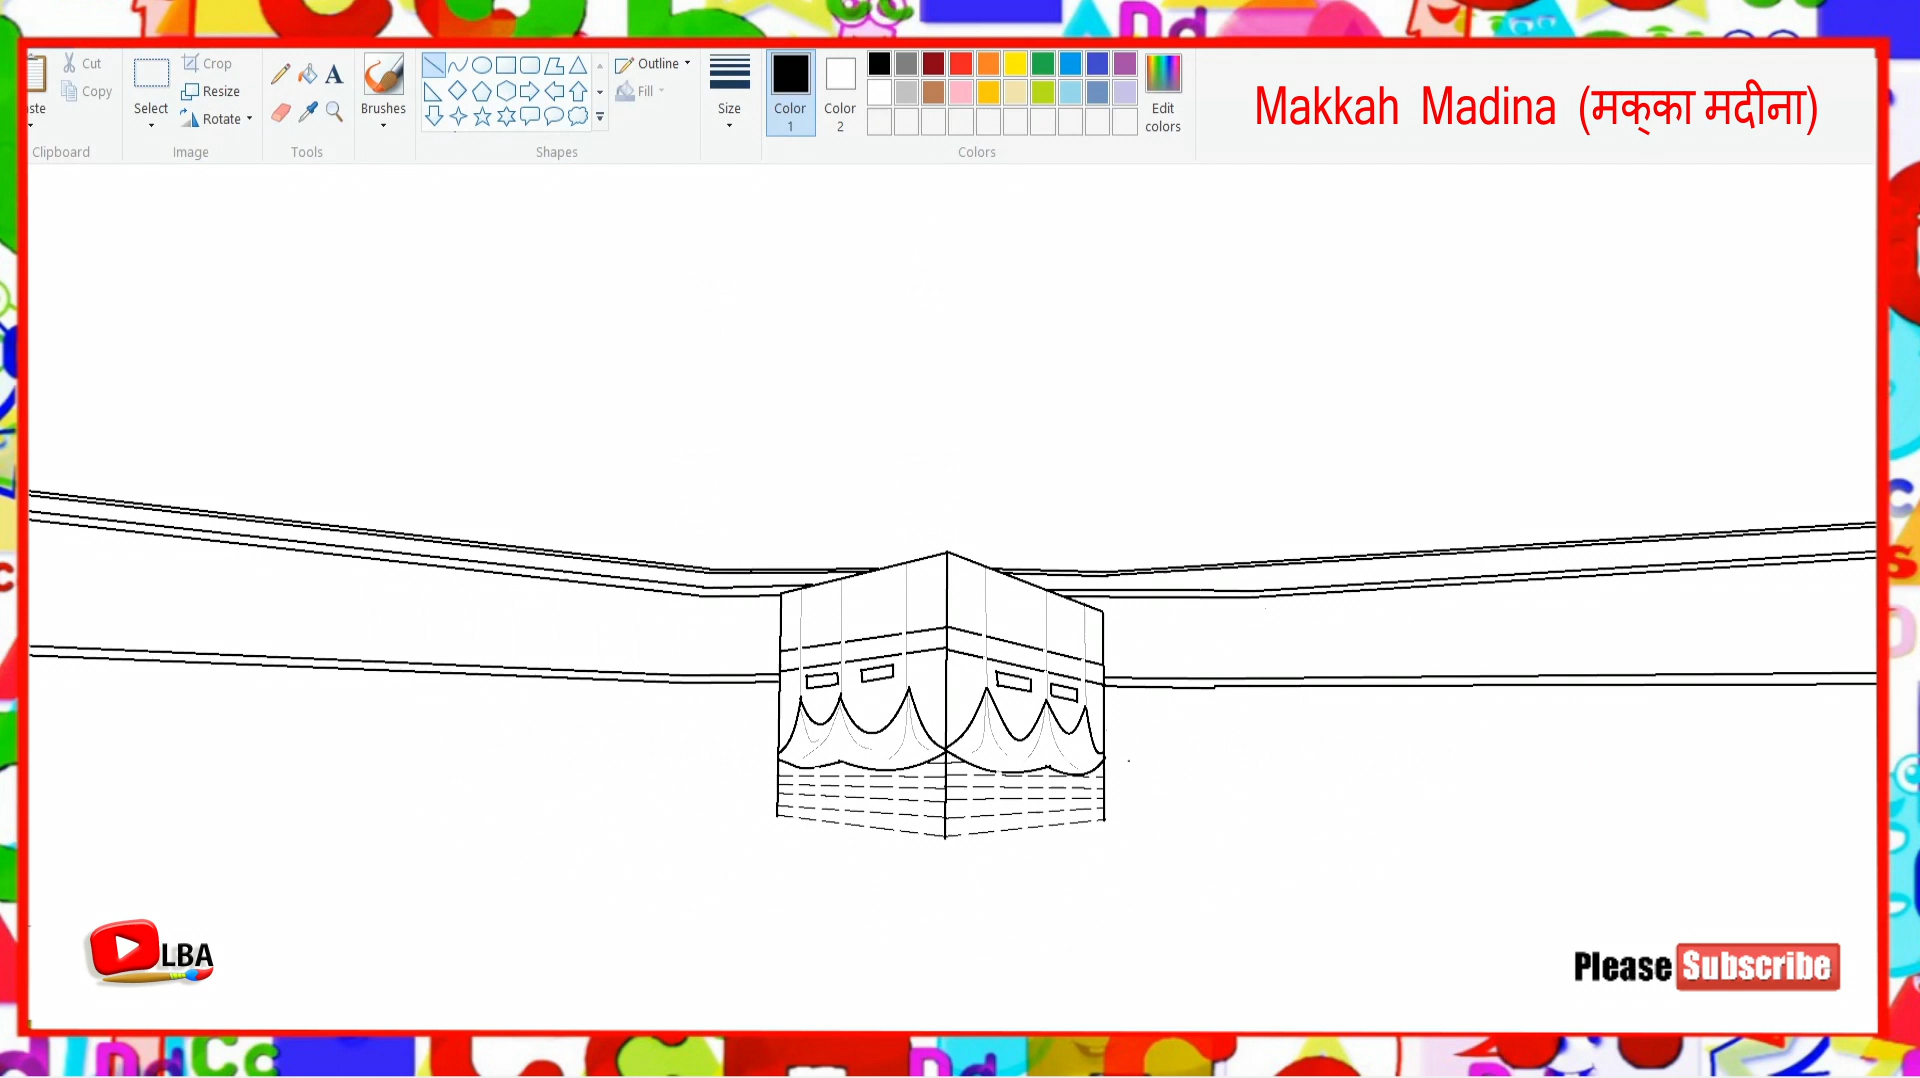 Cut
Copy
Clipboard
Select
Crop
Resize
Rotate
Image
A
Tools
Brushes
Outline
Fill
Shapes
Size
Color 1
Color 2
Edit colors
Colors
Makkah Madina (मक्का मदीना)
LBA
Please Subscribe